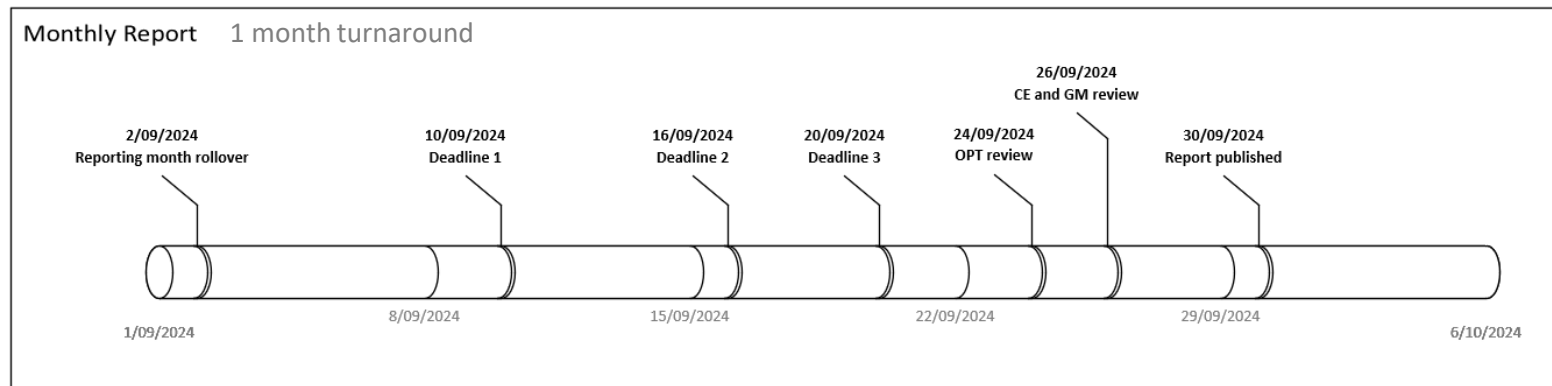 Monthly Report 1 month turnaround
26/09/2024
CE and GM review
2/09/2024
Reporting month rollover
10/09/2024
Deadline 1
16/09/2024
Deadline 2
20/09/2024
Deadline 3
24/09/2024
OPT review
30/09/2024
Report published
8/09/2024
15/09/2024
22/09/2024
29/09/2024
1/09/2024
6/10/2024